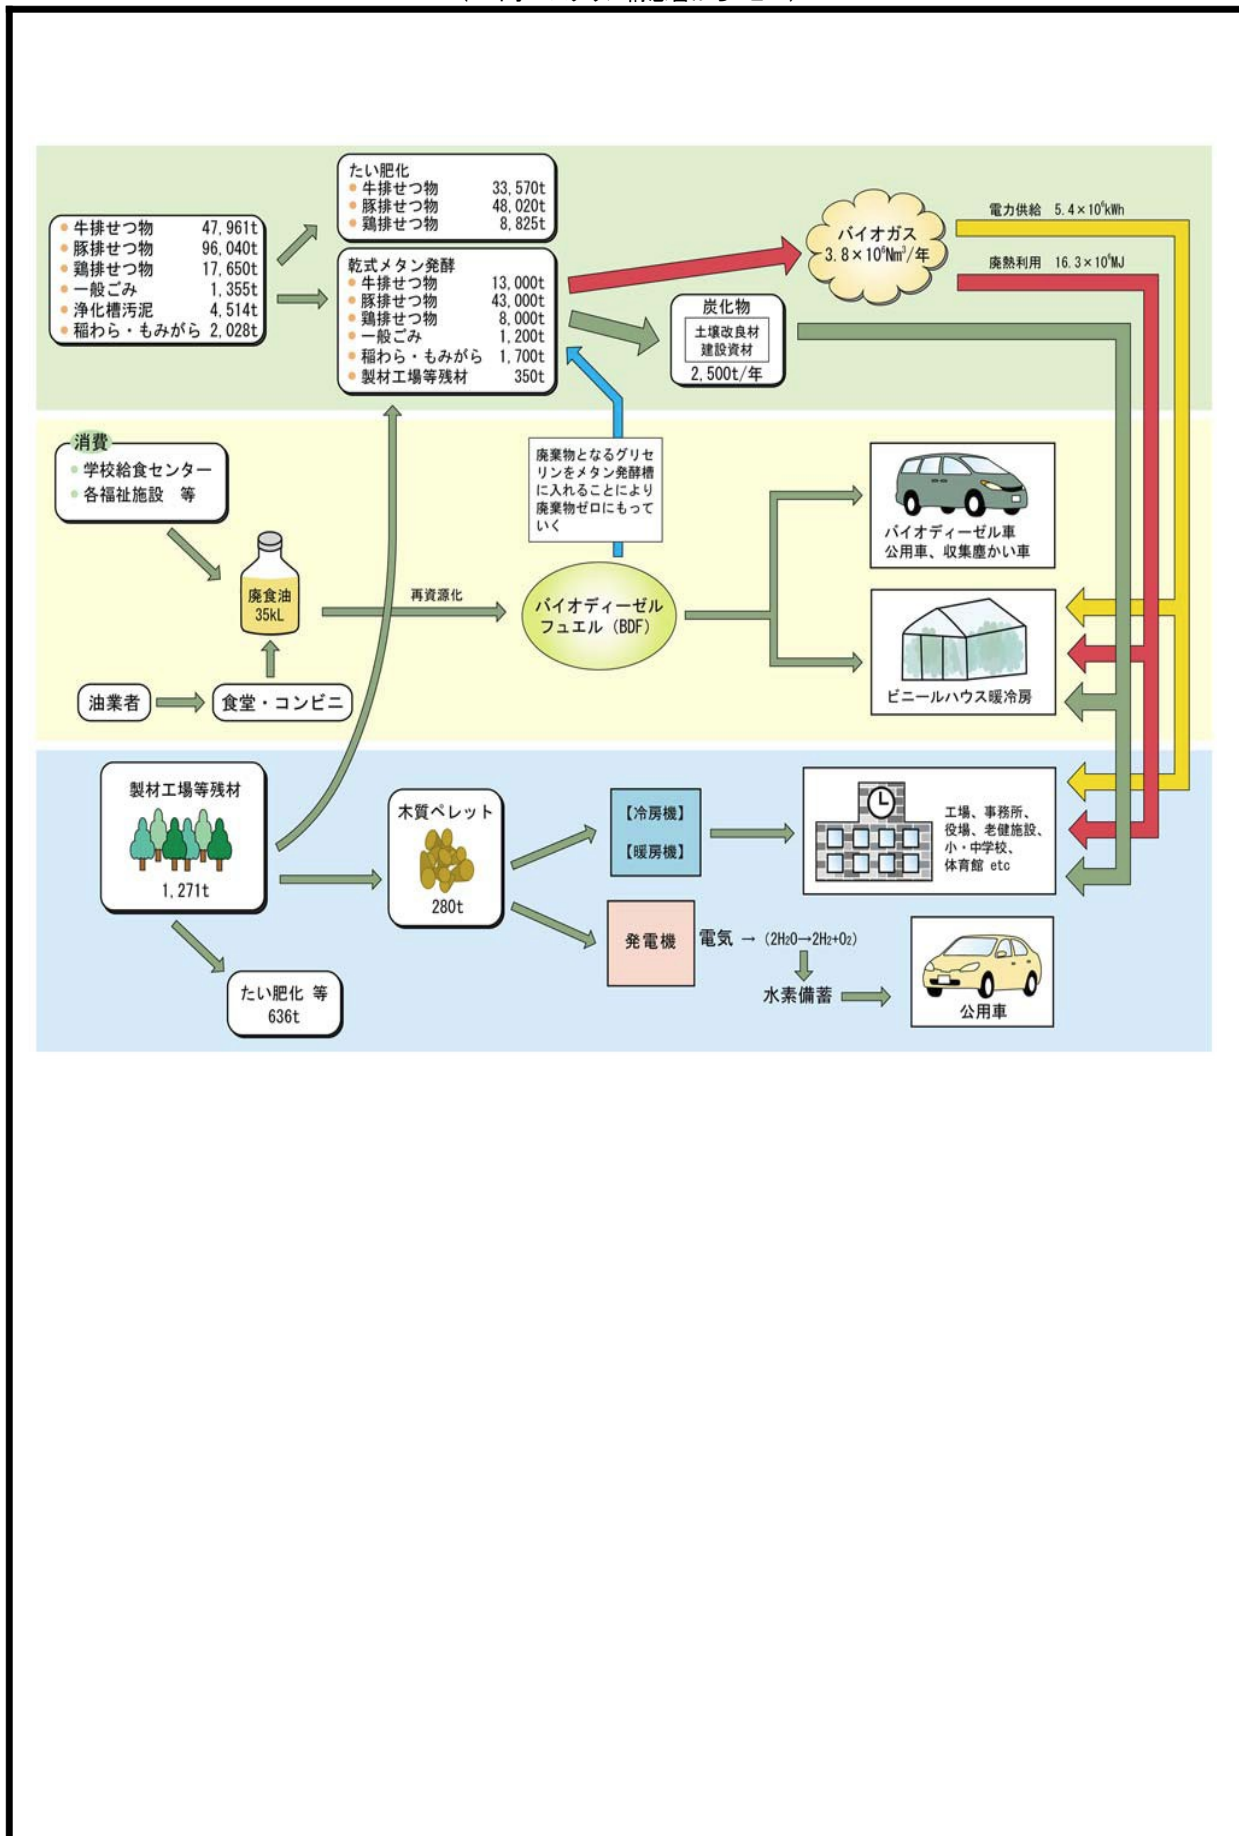 牛排せつ物 47,961t
豚排せつ物 96,040t
鶏排せつ物 17,650t
一般ごみ 1,355t
浄化槽汚泥 4,514t
稲わら・もみがら 2,028t
たい肥化
牛排せつ物 33,570t
豚排せつ物 48,020t
鶏排せつ物 8,825t
乾式メタン発酵
牛排せつ物 13,000t
豚排せつ物 43,000t
鶏排せつ物 8,000t
一般ごみ 1,200t
稲わら・もみがら 1,700t
製材工場等残材 350t
バイオガス
3.8×10⁶Nm³/年
電力供給 5.4×10⁶kWh
廃熱利用 16.3×10⁶MJ
炭化物
土壌改良材
建設資材
2,500t/年
消費
学校給食センター
各福祉施設 等
廃食油
35kL
油業者
食堂・コンビニ
再資源化
廃棄物となるグリセ
リンをメタン発酵槽
に入れることにより
廃棄物ゼロにもって
いく
バイオディーゼル
フュエル(BDF)
バイオディーゼル車
公用車、収集塵かい車
ビニールハウス暖冷房
製材工場等残材
1,271t
たい肥化 等
636t
木質ペレット
280t
【冷房機】
【暖房機】
工場、事務所、
役場、老健施設、
小・中学校、
体育館 etc
発電機
電気 → (2H₂O→2H₂+O₂)
水素備蓄
公用車